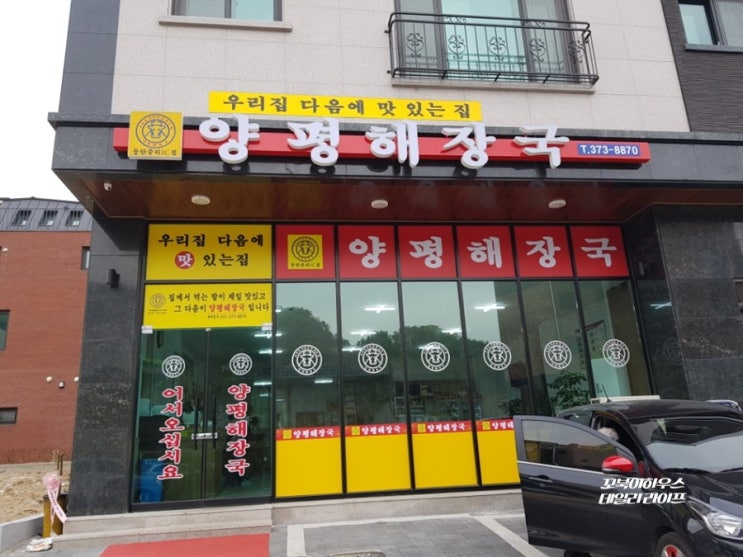 우리집 다음에 맛 있는 집
양평해장국
T.373-8870
우리집 다음에
맛 있는집
양평해장국
집에서 먹는 밥이 제일 맛있고
그 다음이 양평해장국 입니다
어서오십시요
양평해장국
양평해장국
양평해장국
양평해장국
양평해장국
꼬북이하우스
데일리라이프